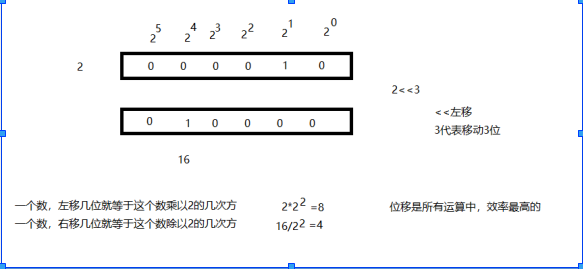 2^5 2^4 2^3 2^2 2^1 2^0
2 0 0 0 0 1 0
2<<3
<<左移
0 1 0 0 0 0
3代表移动3位
16
一个数，左移几位就等于这个数乘以2的几次方 2*2^2 =8 位移是所有运算中，效率最高的
一个数，右移几位就等于这个数除以2的几次方 16/2^2 =4